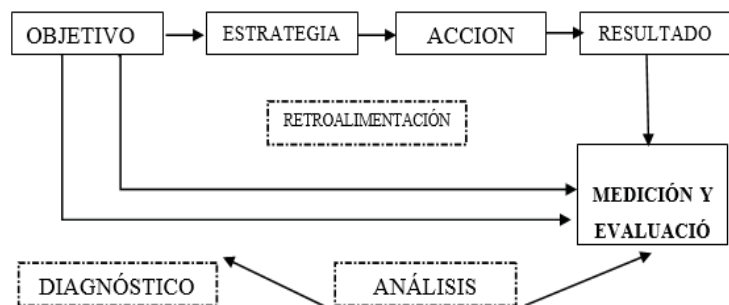 OBJETIVO
ESTRATEGIA
ACCION
RESULTADO
RETROALIMENTACIÓN
MEDICIÓN Y
EVALUACIÓ
DIAGNÓSTICO
ANÁLISIS